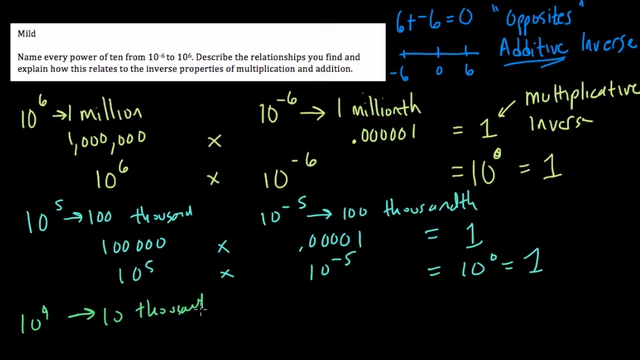 Mild
Name every power of ten from 10⁻⁶ to 10⁶. Describe the relationships you find and
explain how this relates to the inverse properties of multiplication and addition.
6+-6=0 "Opposites"
Additive Inverse
-6 0 6
10⁶ → 1 million 10⁻⁶ → 1 millionth
1,000,000 x .000001 = 1
multiplicative
inverse
10⁶ x 10⁻⁶ = 10⁰ = 1
10⁵ → 100 thousand 10⁻⁵ → 100 thousandth
100000 x .00001 = 1
10⁵ x 10⁻⁵ = 10⁰ = 1
10⁴ → 10 thousand